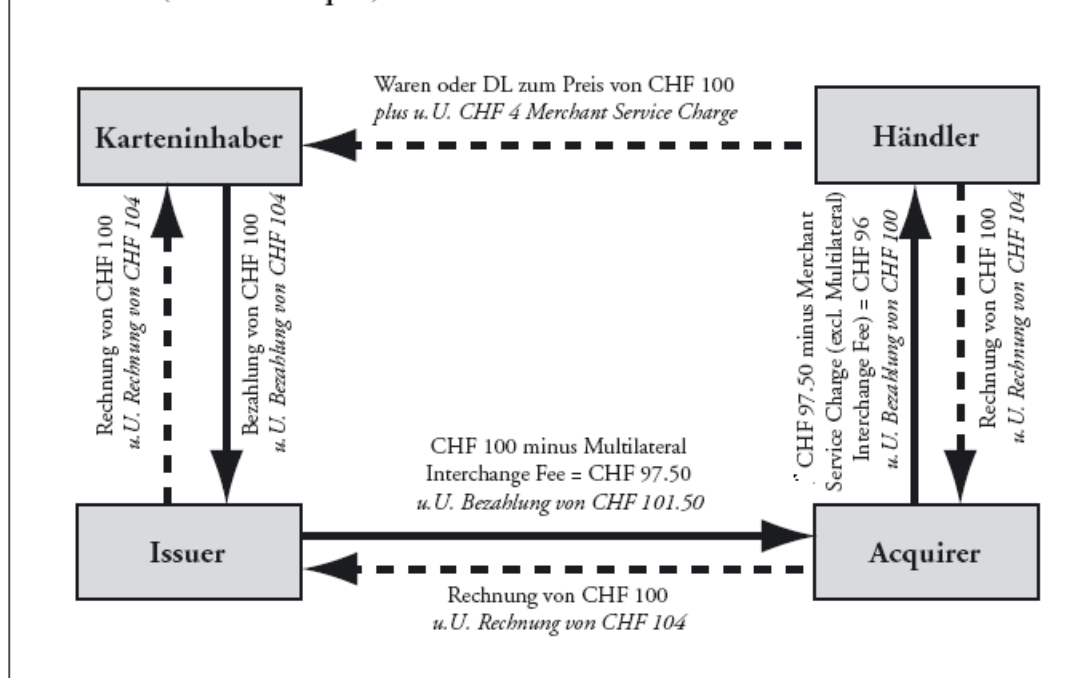 Waren oder DL zum Preis von CHF 100
plus u.U. CHF 4 Merchant Service Charge
Karteninhaber
Händler
Rechnung von CHF 100
u.U. Rechnung von CHF 104
Bezahlung von CHF 100
u.U. Bezahlung von CHF 104
CHF 97.50 minus Merchant
Service Charge (excl. Multilateral)
Interchange Fee) = CHF 96
u.U. Bezahlung von CHF 100
Rechnung von CHF 100
u.U. Rechnung von CHF 104
CHF 100 minus Multilateral
Interchange Fee = CHF 97.50
u.U. Bezahlung von CHF 101.50
Issuer
Acquirer
Rechnung von CHF 100
u.U. Rechnung von CHF 104